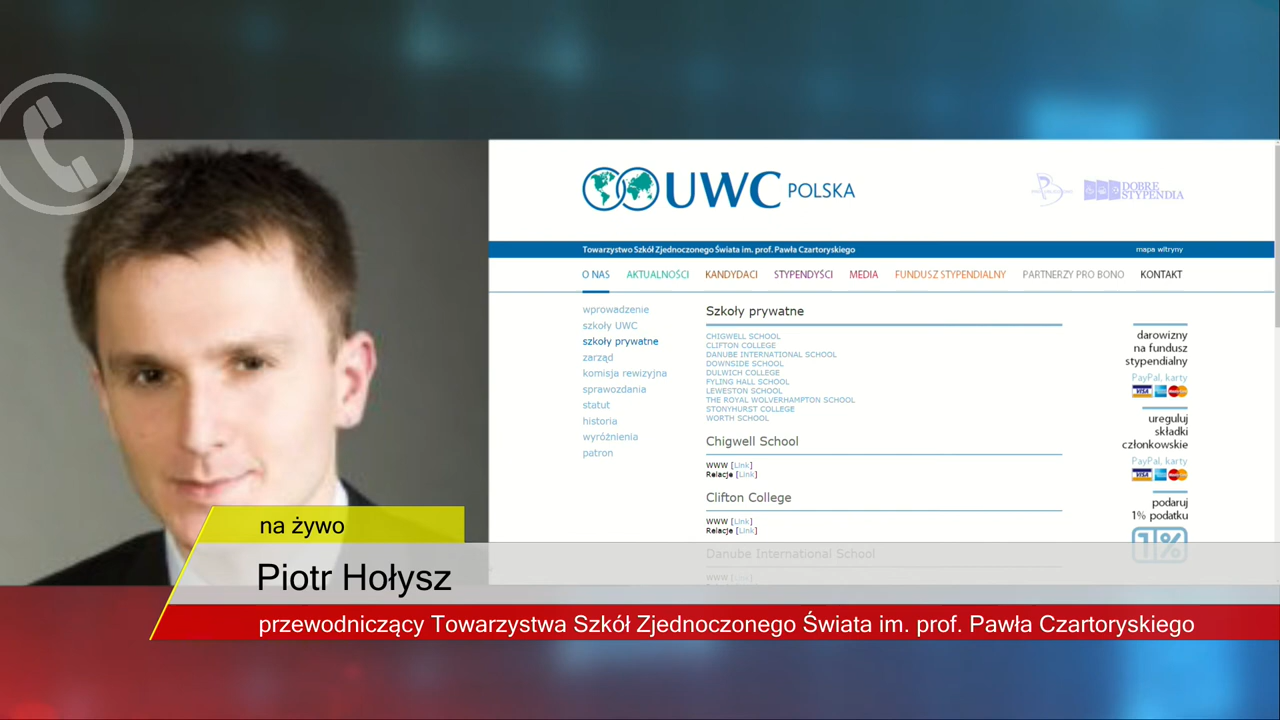 UWC POLSKA
DOBRE
STYPENDIA
Towarzystwo Szkół Zjednoczonego Świata im. prof. Pawła Czartoryskiego
mapa witryny
O NAS AKTUALNOŚCI KANDYDACI STYPENDYŚCI MEDIA FUNDUSZ STYPENDIALNY PARTNERZY PRO BONO KONTAKT
wprowadzenie
szkoły UWC
szkoły prywatne
zarząd
komisja rewizyjna
sprawozdania
statut
historia
wyróżnienia
patron
Szkoły prywatne
CHIGWELL SCHOOL
CLIFTON COLLEGE
DANUBE INTERNATIONAL SCHOOL
DOWNSIDE SCHOOL
DULWICH COLLEGE
FYLING HALL SCHOOL
LEWESTON SCHOOL
THE ROYAL WOLVERHAMPTON SCHOOL
STONYHURST COLLEGE
WORTH SCHOOL
Chigwell School
WWW [Link]
Relacje [Link]
Clifton College
WWW [Link]
Relacje [Link]
Danube International School
WWW [Link]
darowizny
na fundusz
stypendialny
PayPal, karty
VISA
ureguluj
składki
członkowskie
PayPal, karty
VISA
podaruj
1% podatku
1%
na żywo
Piotr Hołysz
przewodniczący Towarzystwa Szkół Zjednoczonego Świata im. prof. Pawła Czartoryskiego